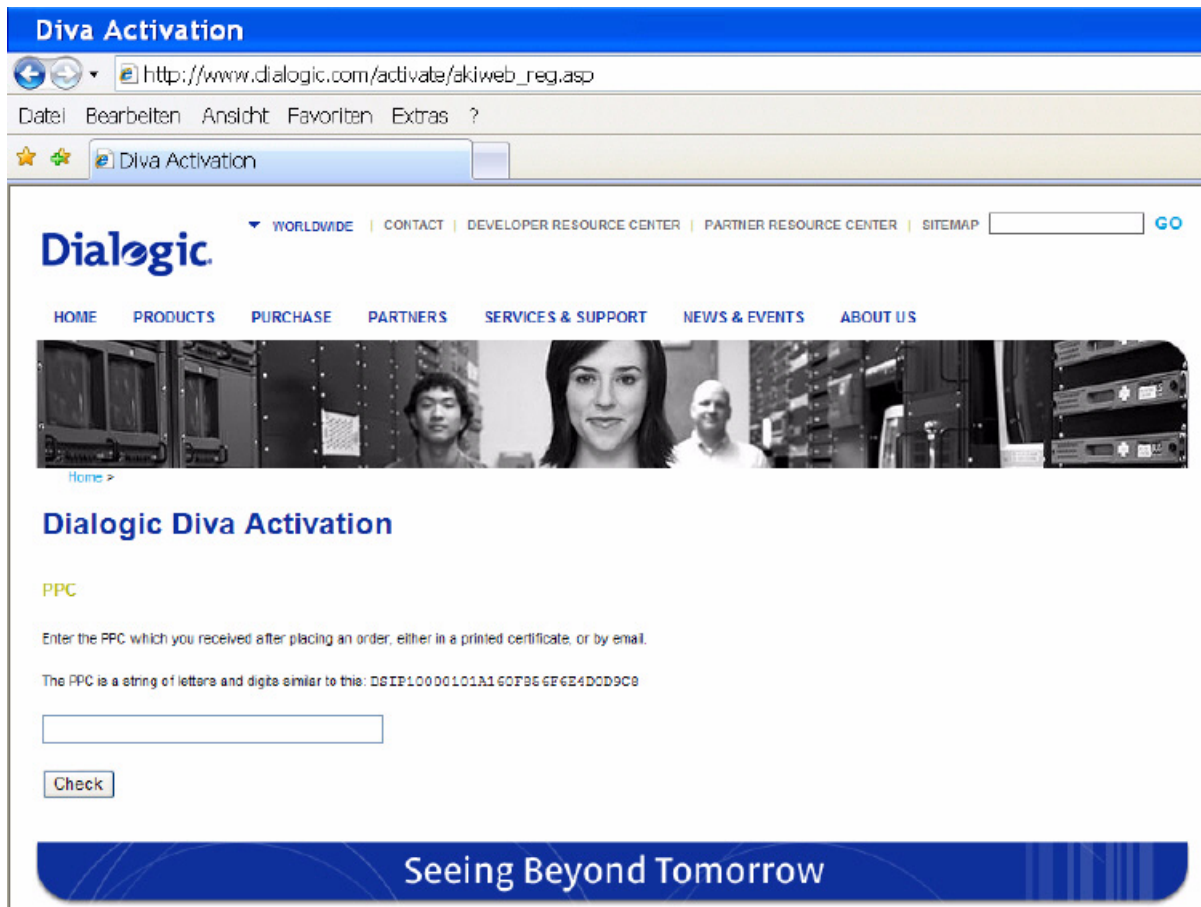 Diva Activation
http://www.dialogic.com/activate/akiweb_reg.asp
Datei Bearbeiten Ansicht Favoriten Extras ?
Diva Activation
WORLDWIDE | CONTACT | DEVELOPER RESOURCE CENTER | PARTNER RESOURCE CENTER | SITEMAP GO
Dialogic.
HOME PRODUCTS PURCHASE PARTNERS SERVICES & SUPPORT NEWS & EVENTS ABOUT US
Home >
Dialogic Diva Activation
PPC
Enter the PPC which you received after placing an order, either in a printed certificate, or by email.
The PPC is a string of letters and digits similar to this:
Check
Seeing Beyond Tomorrow